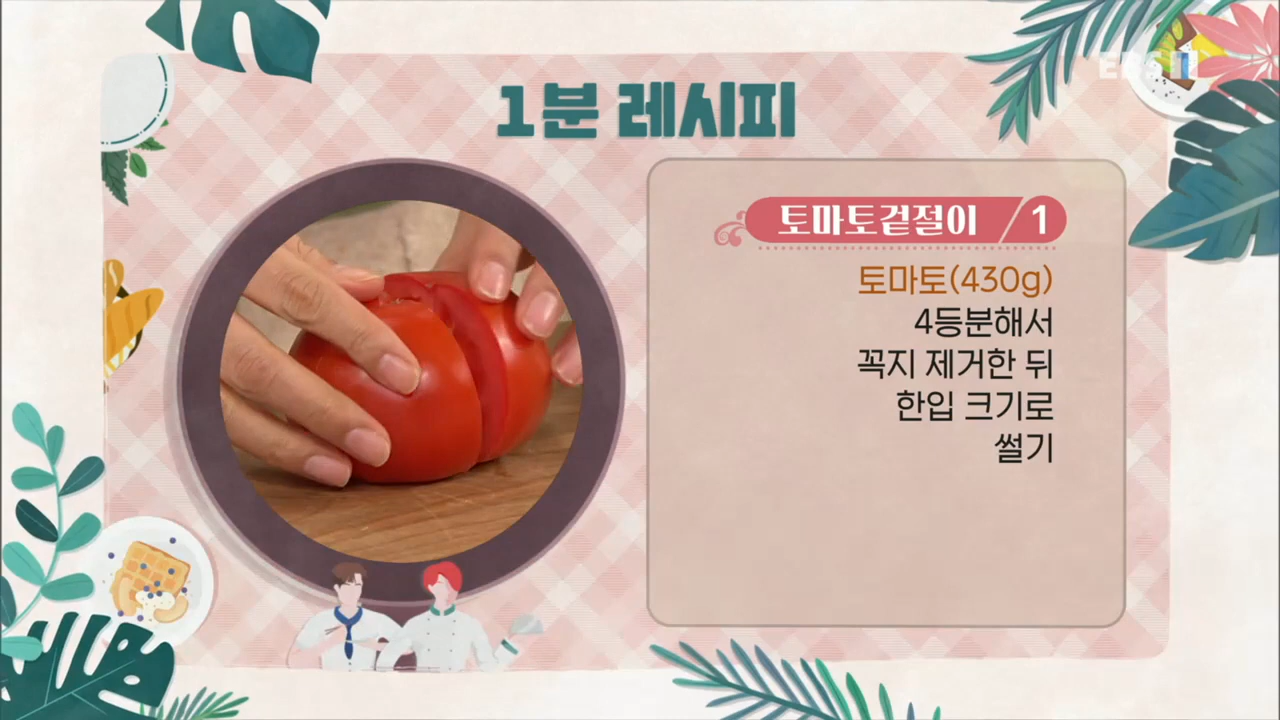 1분 레시피
토마토겉절이 / 1
토마토(430g)
4등분해서
꼭지 제거한 뒤
한입 크기로
썰기